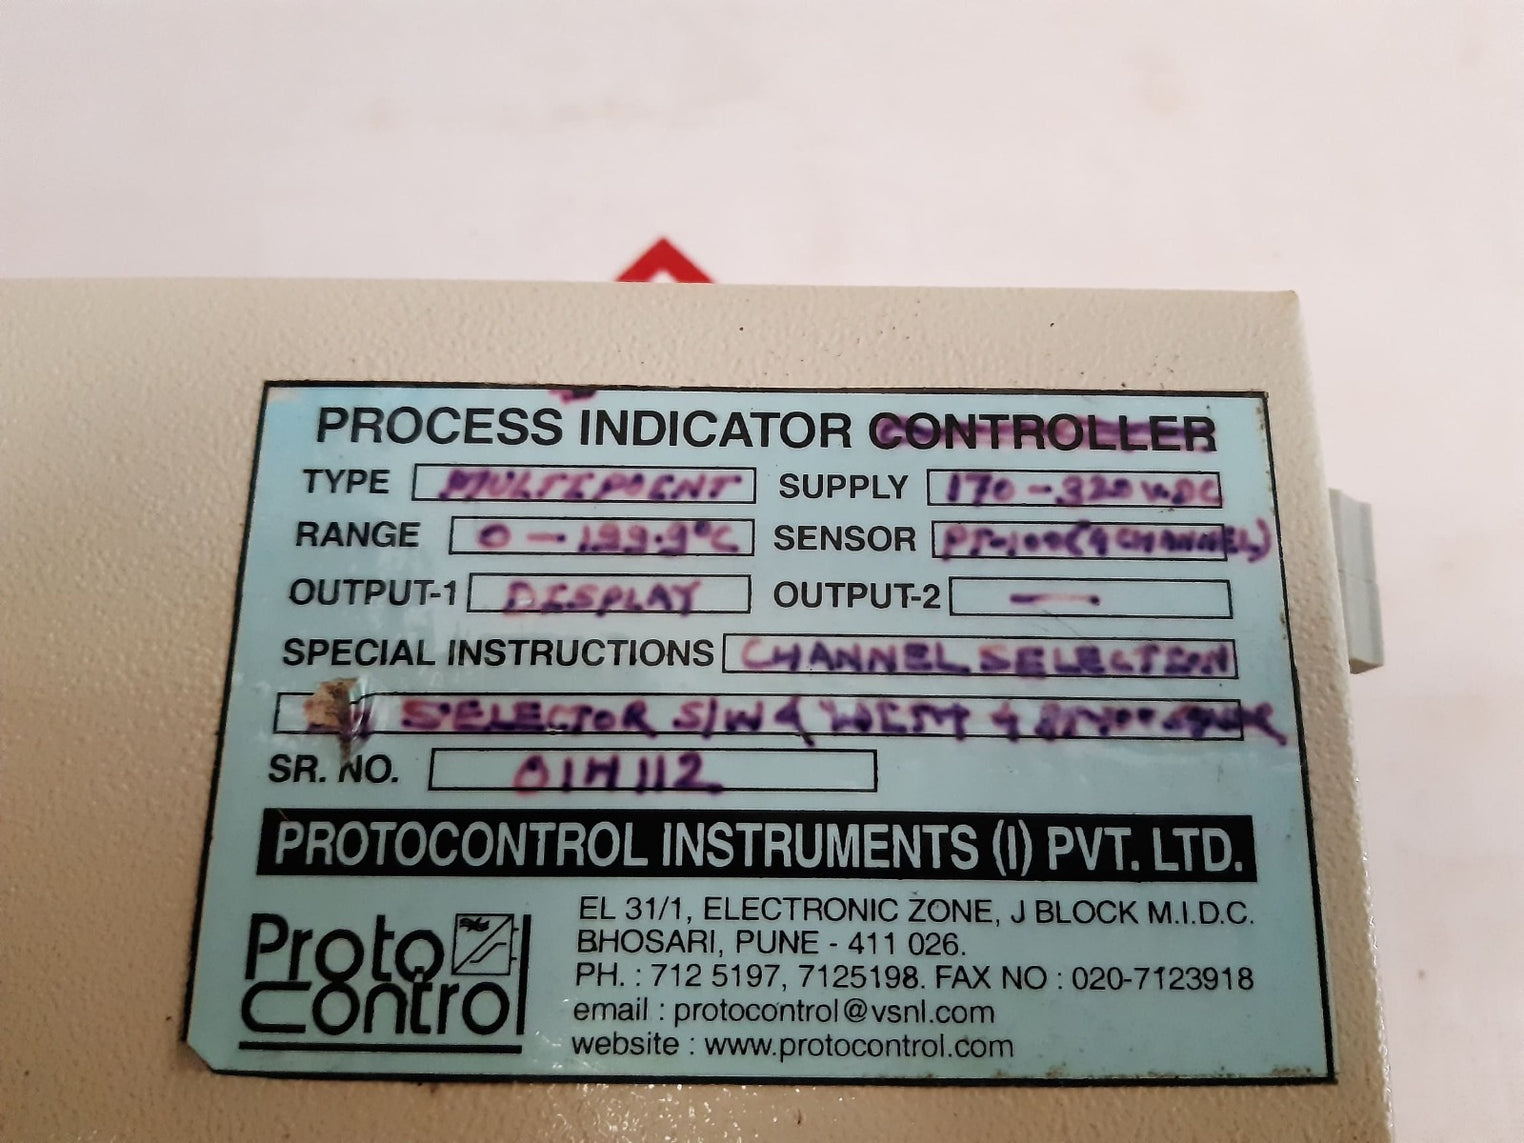 PROCESS INDICATOR CONTROLLER
TYPE MULTIPOINT SUPPLY 170-320 VDC
RANGE 0-199.9°C SENSOR PT-100(4 CHANNEL)
OUTPUT-1 DISPLAY OUTPUT-2 —
SPECIAL INSTRUCTIONS CHANNEL SELECTION
SELECTOR S/W &
SR. NO. 01H112
PROTOCONTROL INSTRUMENTS (I) PVT. LTD.
Proto Control
EL 31/1, ELECTRONIC ZONE, J BLOCK M.I.D.C.
BHOSARI, PUNE - 411 026.
PH. : 712 5197, 7125198. FAX NO : 020-7123918
email : protocontrol@vsnl.com
website : www.protocontrol.com